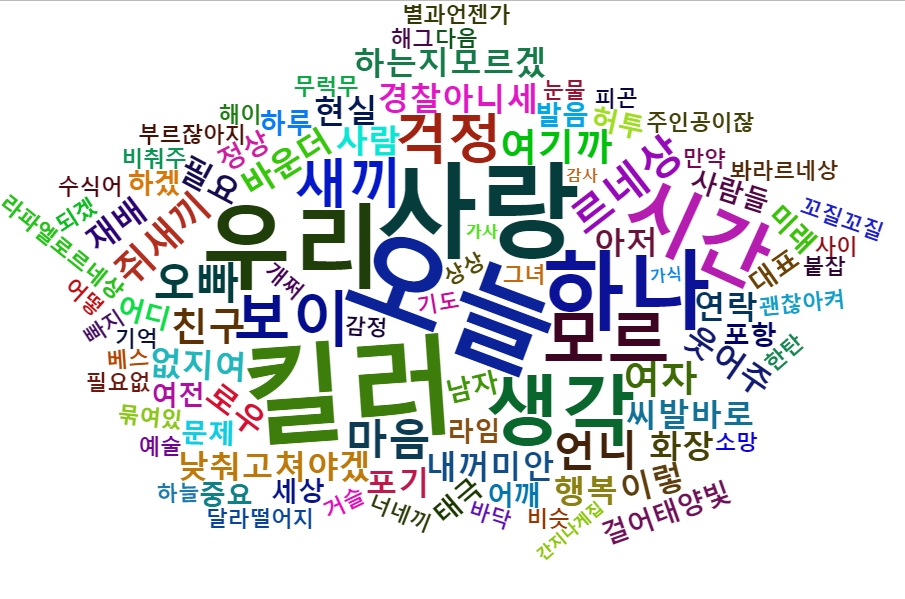 별과언젠가
해그다음
하는지모르겠
무럭무
경찰아니세
눈물
피곤
해이
하루
현실
발음
허투
주인공이잖
부르잖아지
정상
바운더
사람
걱정
여기까
르네상
만약
비춰주
필요
새끼
사랑
감사
사람들
봐라르네상
수식어
하겠
라파엘로르네상
되겠
재배
쥐새끼
우리
가사
아저
시간
미래
꼬질꼬질
사이
대표
붙잡
어떻
오빠
개쩌
오늘
상상
그녀
하나
가식
빠지
어디
친구
보이
감정
기도
모르
연락
괜찮아켜
기억
웃어주
포항
한탄
베스
없지여
필요없
여전
로우
킬러
남자
생각
여자
묶여있
문제
마음
라임
씨발바로
예술
언니
화장
소망
낮춰고쳐야겠
내꺼미안
하늘
중요
세상
거슬
포기
태규
어깨
행복
이렇
달라떨어지
너네끼
바닥
비슷
걸어태양빛
간지나게집